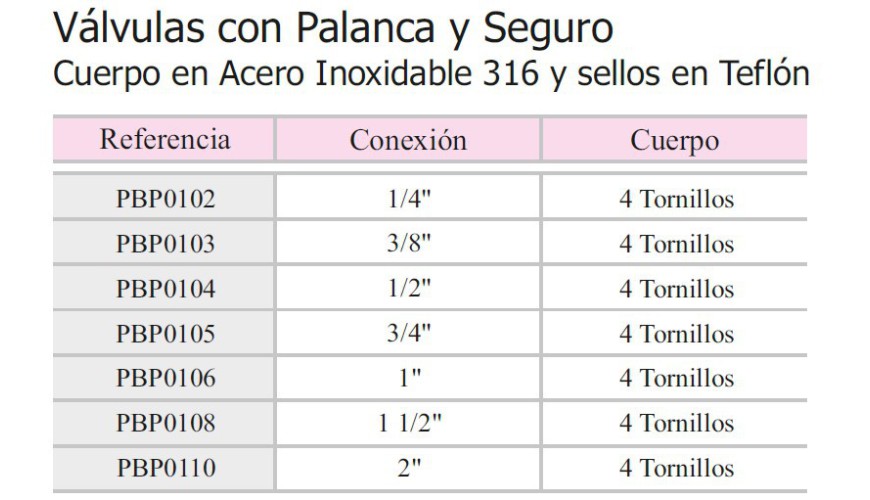 Válvulas con Palanca y Seguro
Cuerpo en Acero Inoxidable 316 y sellos en Teflón
Referencia Conexión Cuerpo
PBP0102 1/4" 4 Tornillos
PBP0103 3/8" 4 Tornillos
PBP0104 1/2" 4 Tornillos
PBP0105 3/4" 4 Tornillos
PBP0106 1" 4 Tornillos
PBP0108 1 1/2" 4 Tornillos
PBP0110 2" 4 Tornillos